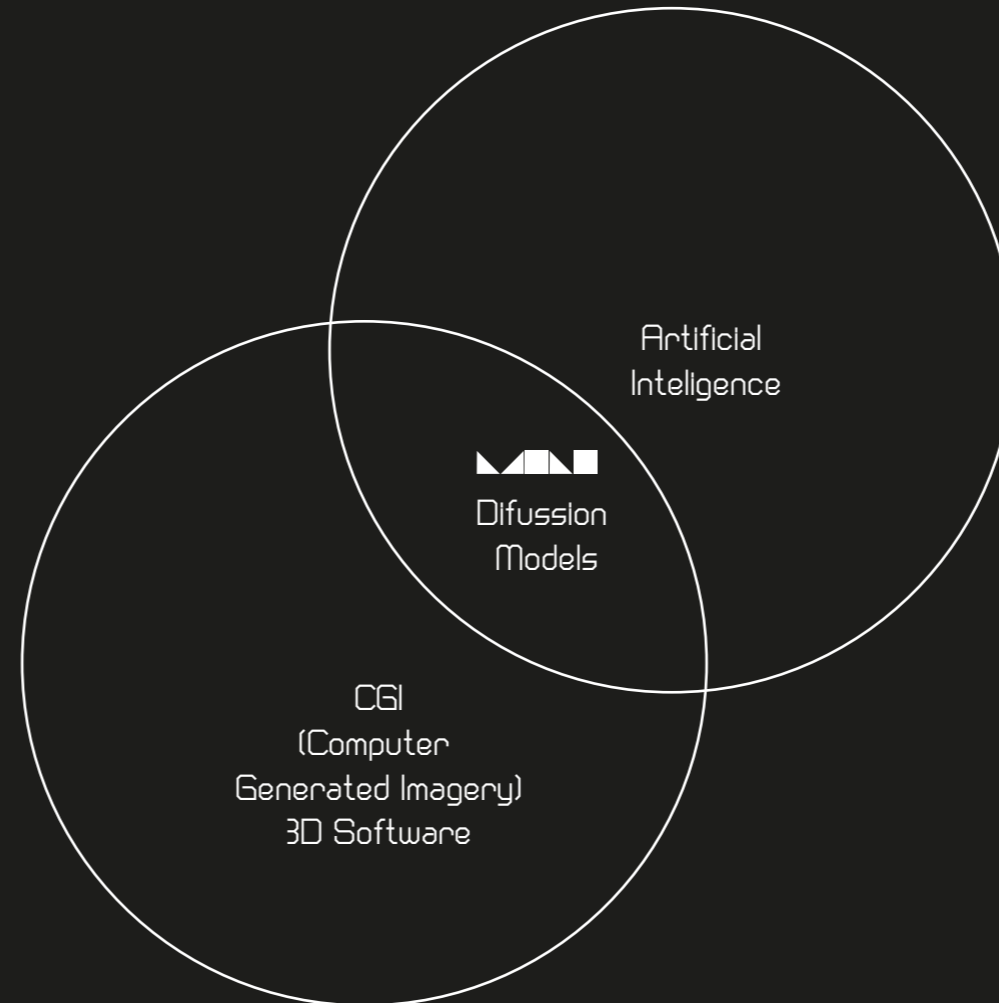 Artificial
Inteligence
Difussion
Models
CGI
(Computer
Generated Imagery)
3D Software